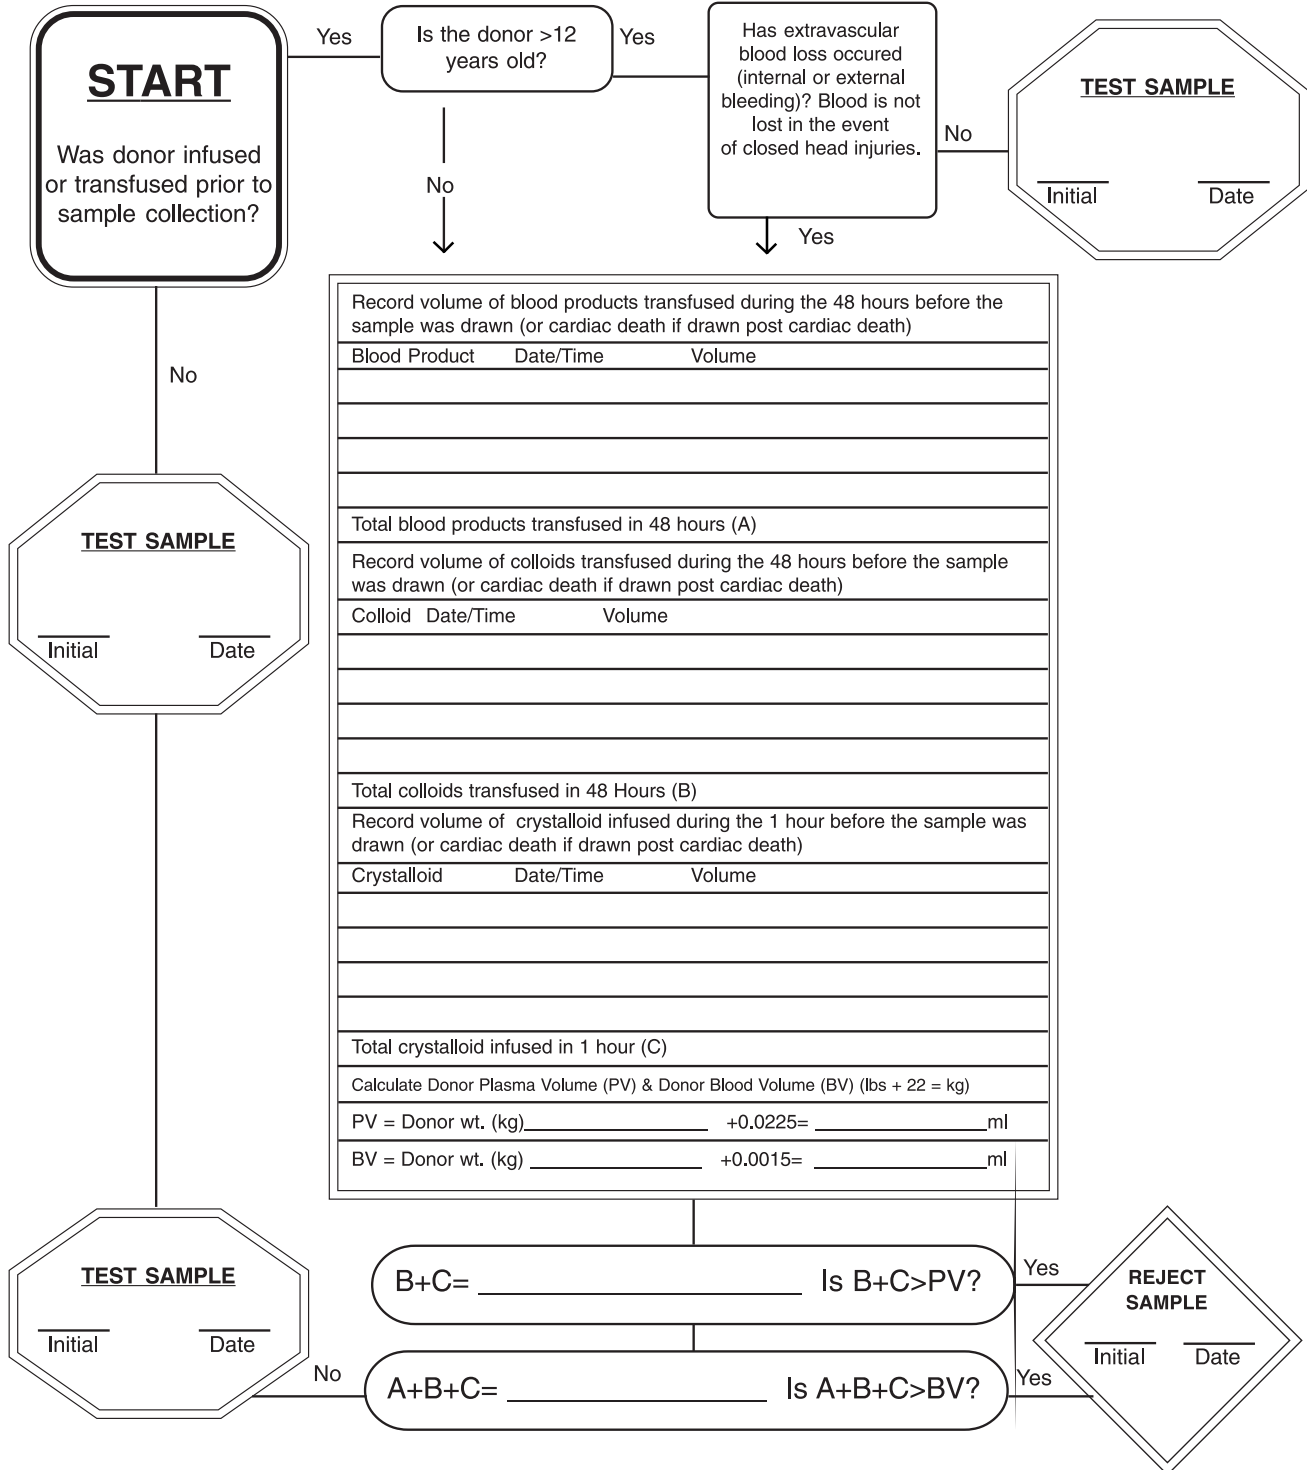 START
Was donor infused
or transfused prior to
sample collection?
Yes
Is the donor >12
years old?
Yes
Has extravascular
blood loss occured
(internal or external
bleeding)? Blood is not
lost in the event
of closed head injuries.
No
TEST SAMPLE
Initial Date
No
Yes
No
Record volume of blood products transfused during the 48 hours before the
sample was drawn (or cardiac death if drawn post cardiac death)
Blood Product Date/Time Volume
Total blood products transfused in 48 hours (A)
Record volume of colloids transfused during the 48 hours before the sample
was drawn (or cardiac death if drawn post cardiac death)
Colloid Date/Time Volume
Total colloids transfused in 48 Hours (B)
Record volume of crystalloid infused during the 1 hour before the sample was
drawn (or cardiac death if drawn post cardiac death)
Crystalloid Date/Time Volume
Total crystalloid infused in 1 hour (C)
Calculate Donor Plasma Volume (PV) & Donor Blood Volume (BV) (lbs + 22 = kg)
PV = Donor wt. (kg) +0.0225= ml
BV = Donor wt. (kg) +0.0015= ml
TEST SAMPLE
Initial Date
TEST SAMPLE
Initial Date
B+C= Is B+C>PV?
Yes
REJECT
SAMPLE
Initial Date
No
A+B+C= Is A+B+C>BV?
Yes